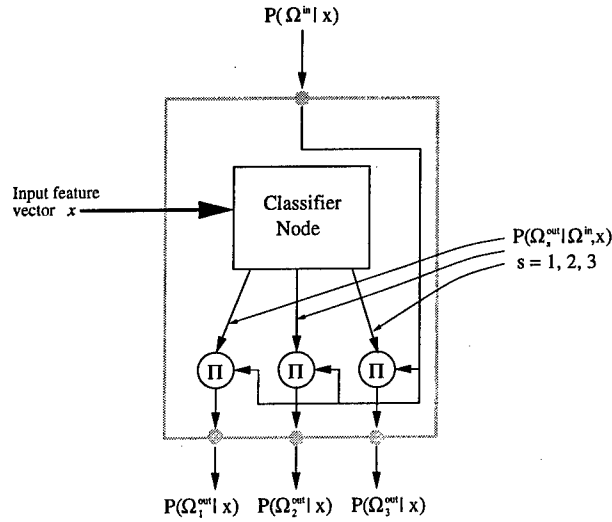 P(Ω^in | x)
Input feature
vector x
Classifier
Node
P(Ω_s^out | Ω^in, x)
s = 1, 2, 3
Π Π Π
P(Ω_1^out | x) P(Ω_2^out | x) P(Ω_3^out | x)